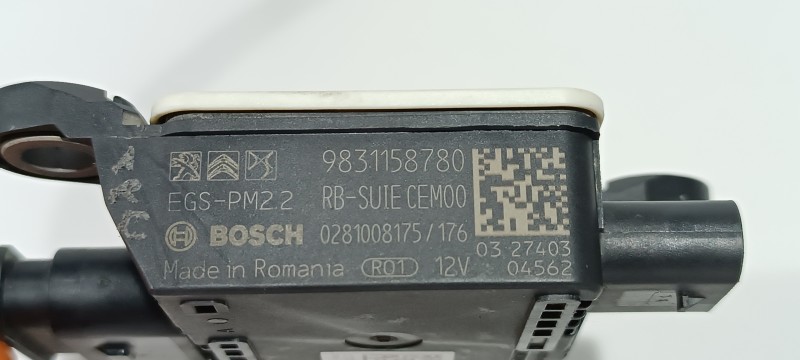 9831158780
EGS-PM2.2 RB-SUIE CEM00
BOSCH 0281008175/176
Made in Romania R01 12V
03 27403
04562